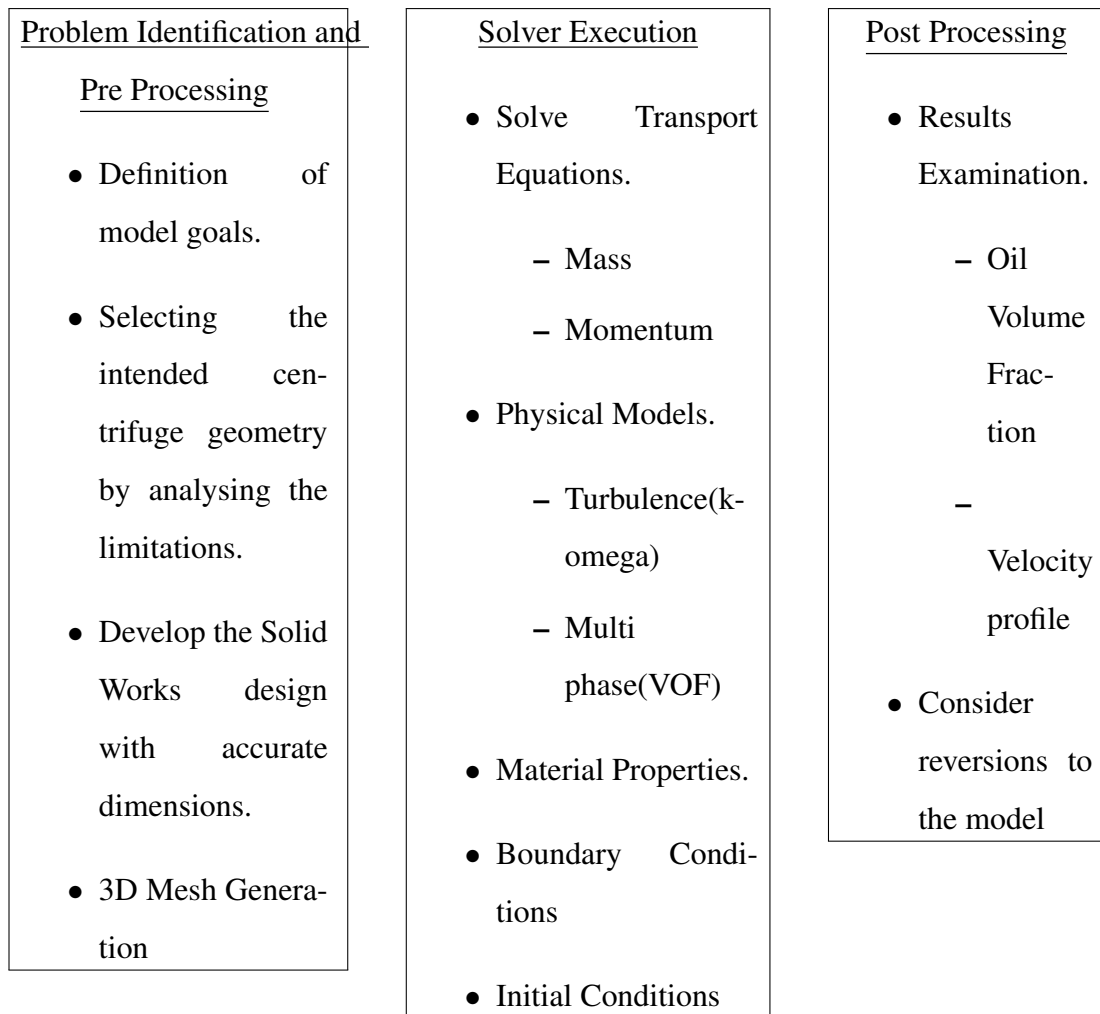 Problem Identification and
Pre Processing
• Definition of
model goals.
• Selecting the
intended cen-
trifuge geometry
by analysing the
limitations.
• Develop the Solid
Works design
with accurate
dimensions.
• 3D Mesh Genera-
tion
Solver Execution
• Solve Transport
Equations.
– Mass
– Momentum
• Physical Models.
– Turbulence(k-
omega)
– Multi
phase(VOF)
• Material Properties.
• Boundary Condi-
tions
• Initial Conditions
Post Processing
• Results
Examination.
– Oil
Volume
Frac-
tion
–
Velocity
profile
• Consider
reversions to
the model